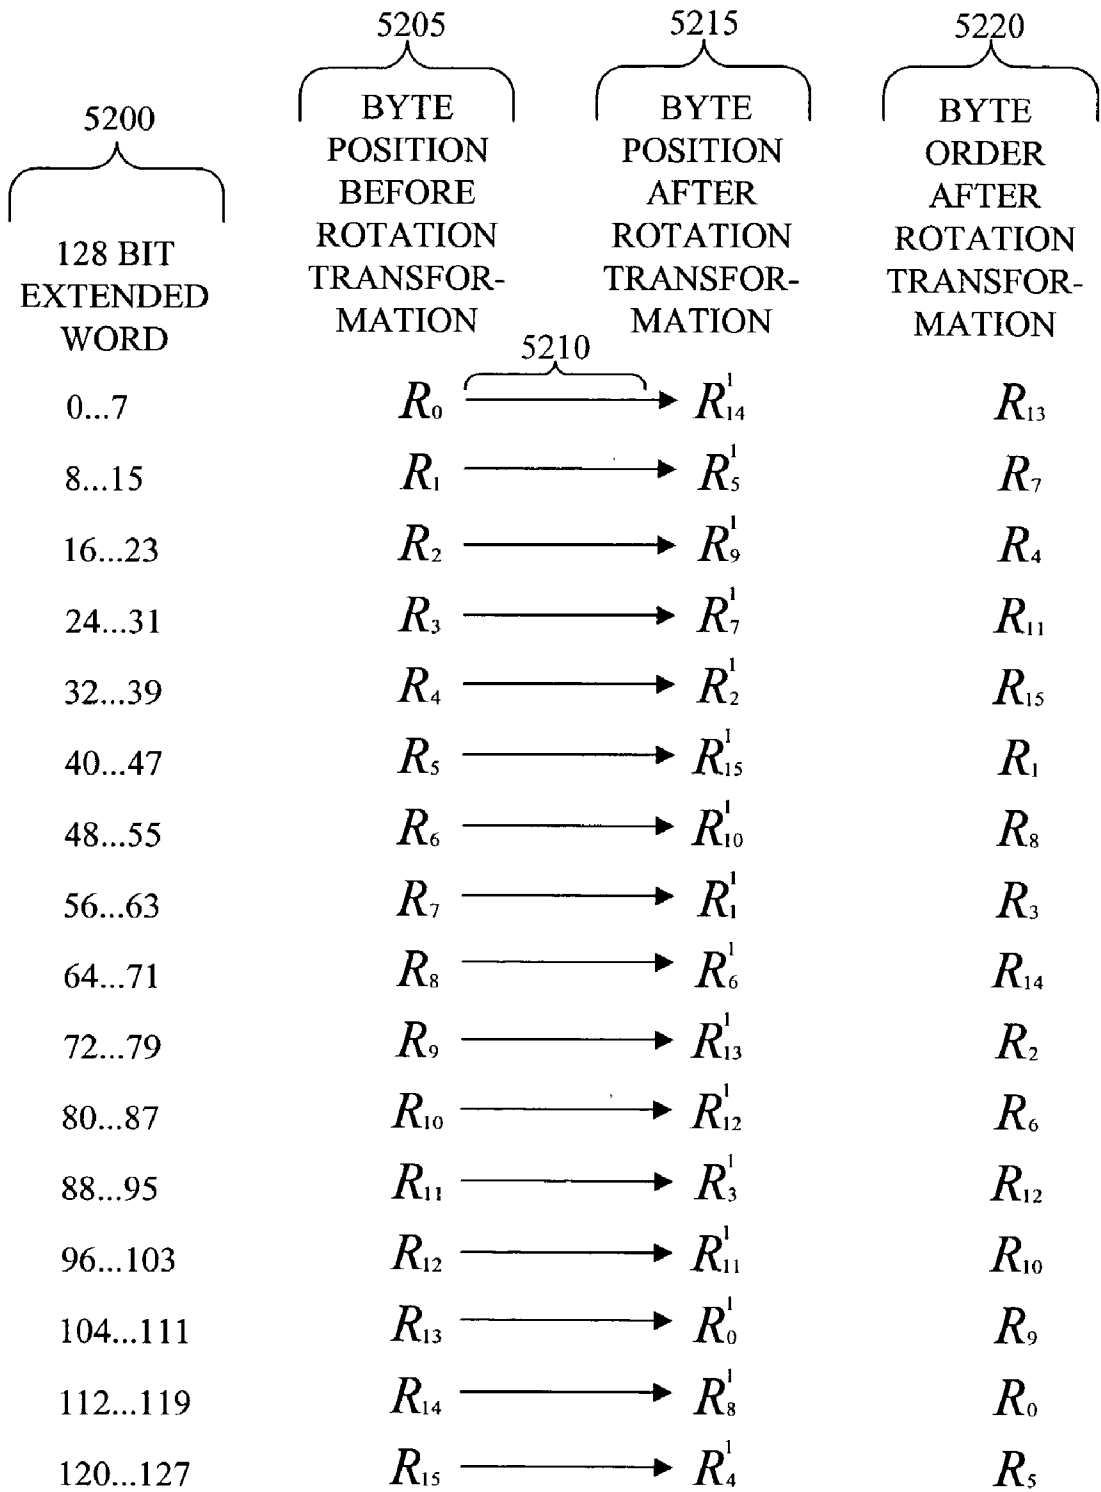 5205 5215 5220
5200
128 BIT
EXTENDED
WORD
BYTE
POSITION
BEFORE
ROTATION
TRANSFOR-
MATION
BYTE
POSITION
AFTER
ROTATION
TRANSFOR-
MATION
BYTE
ORDER
AFTER
ROTATION
TRANSFOR-
MATION
5210
0...7 R₀ R¹₁₄ R₁₃
8...15 R₁ R¹₅ R₇
16...23 R₂ R¹₉ R₄
24...31 R₃ R¹₇ R₁₁
32...39 R₄ R¹₂ R₁₅
40...47 R₅ R¹₁₅ R₁
48...55 R₆ R¹₁₀ R₈
56...63 R₇ R¹₁ R₃
64...71 R₈ R¹₆ R₁₄
72...79 R₉ R¹₁₃ R₂
80...87 R₁₀ R¹₁₂ R₆
88...95 R₁₁ R¹₃ R₁₂
96...103 R₁₂ R¹₁₁ R₁₀
104...111 R₁₃ R¹₀ R₉
112...119 R₁₄ R¹₈ R₀
120...127 R₁₅ R¹₄ R₅